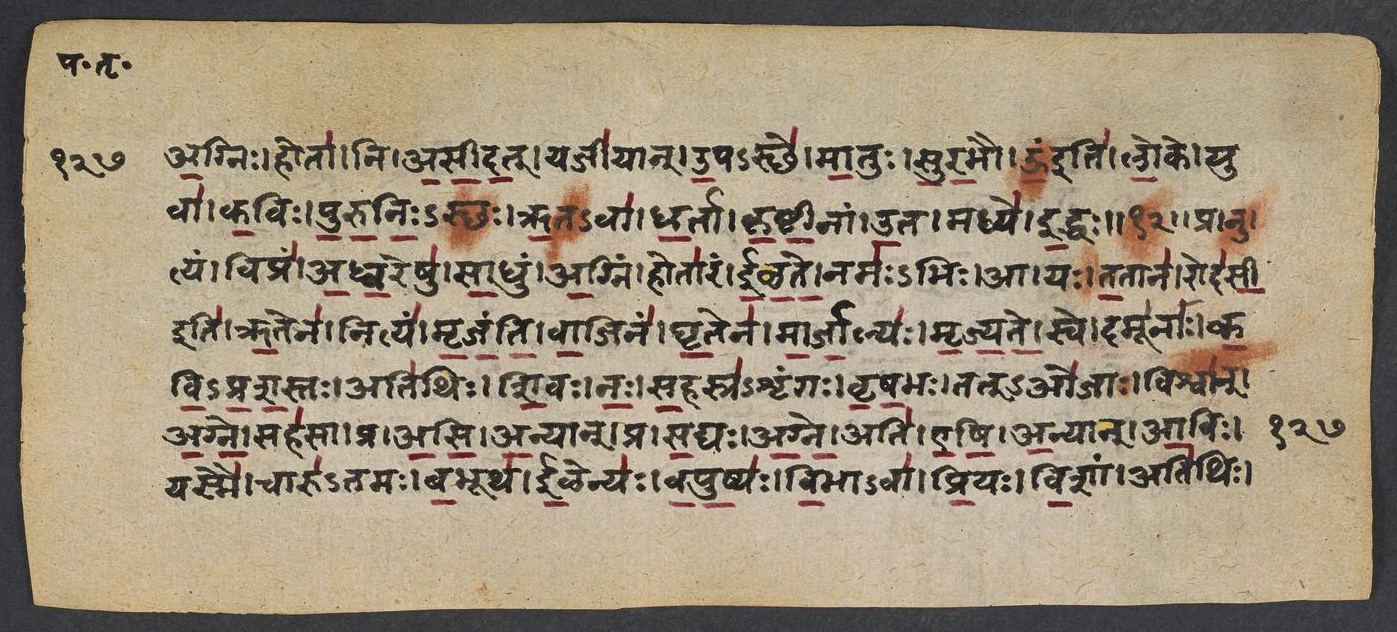 प॰ तृ॰
१२७ अग्निः। होता। नि। असीदत्। यजीयान्। उपऽस्थे। मातुः। सुरभौ। ऊं इति। लोके। यु
वा। कविः। पुरुनिःऽस्थः। ऋतऽवा। धर्ता। कृष्टीनां। उत। मध्ये। इद्धः॥१२॥ प्र। नु।
त्यं। विप्रं। अध्वरेषु। साधुं। अग्निं। होतारं। ईळते। नमःऽभिः। आ। यः। ततान। रोदसी
इति। ऋतेन। नित्यं। मृजंति। वाजिनं। घृतेन। मार्जाल्यः। मृज्यते। स्वे। दमूनाः। क
विऽप्रशस्तः। अतिथिः। शिवः। नः। सहस्रऽशृंगः। वृषभः। तत्ऽओजाः। विश्वान्।
अग्ने। सहसा। प्र। असि। अन्यान्। प्र। सद्यः। अग्ने। अति। एषि। अन्यान्। आविः। १२७
यस्मै। चारुऽतमः। बभूथ। ईळेन्यः। वपुष्यः। विभाऽवा। प्रियः। विशां। अतिथिः।